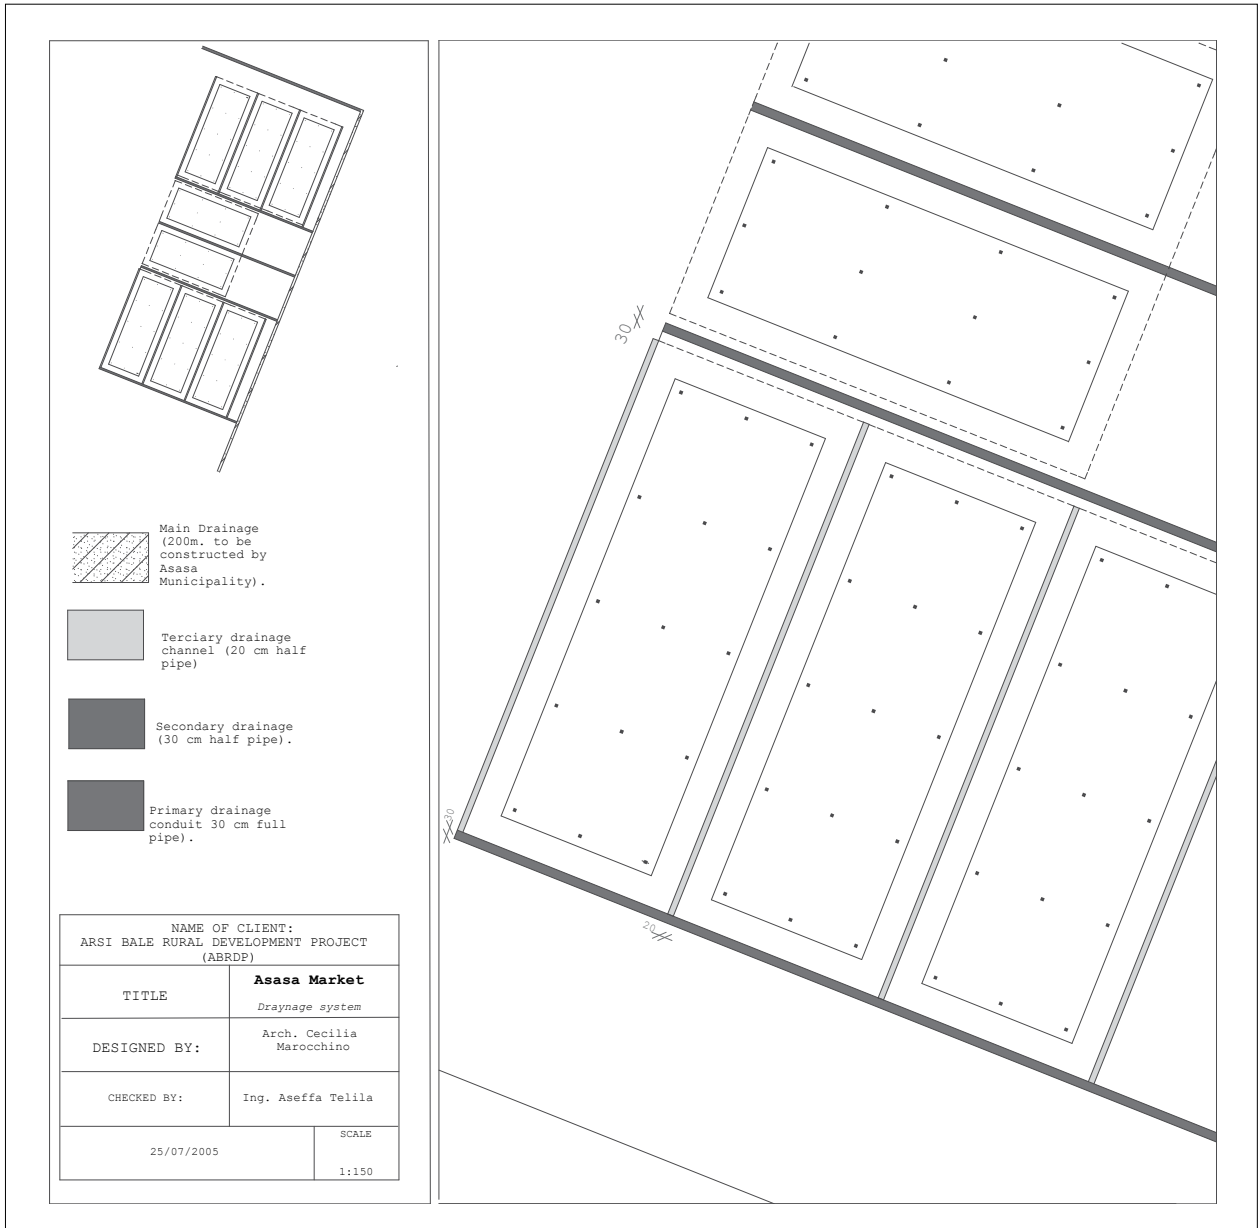 Main Drainage
(200m. to be
constructed by
Asasa
Municipality).
Terciary drainage
channel (20 cm half
pipe)
Secondary drainage
(30 cm half pipe).
Primary drainage
conduit 30 cm full
pipe).
NAME OF CLIENT:
ARSI BALE RURAL DEVELOPMENT PROJECT
(ABRDP)
TITLE
Asasa Market
Draynage system
DESIGNED BY:
Arch. Cecilia
Marocchino
CHECKED BY:
Ing. Aseffa Telila
25/07/2005
SCALE
1:150
30
30
20